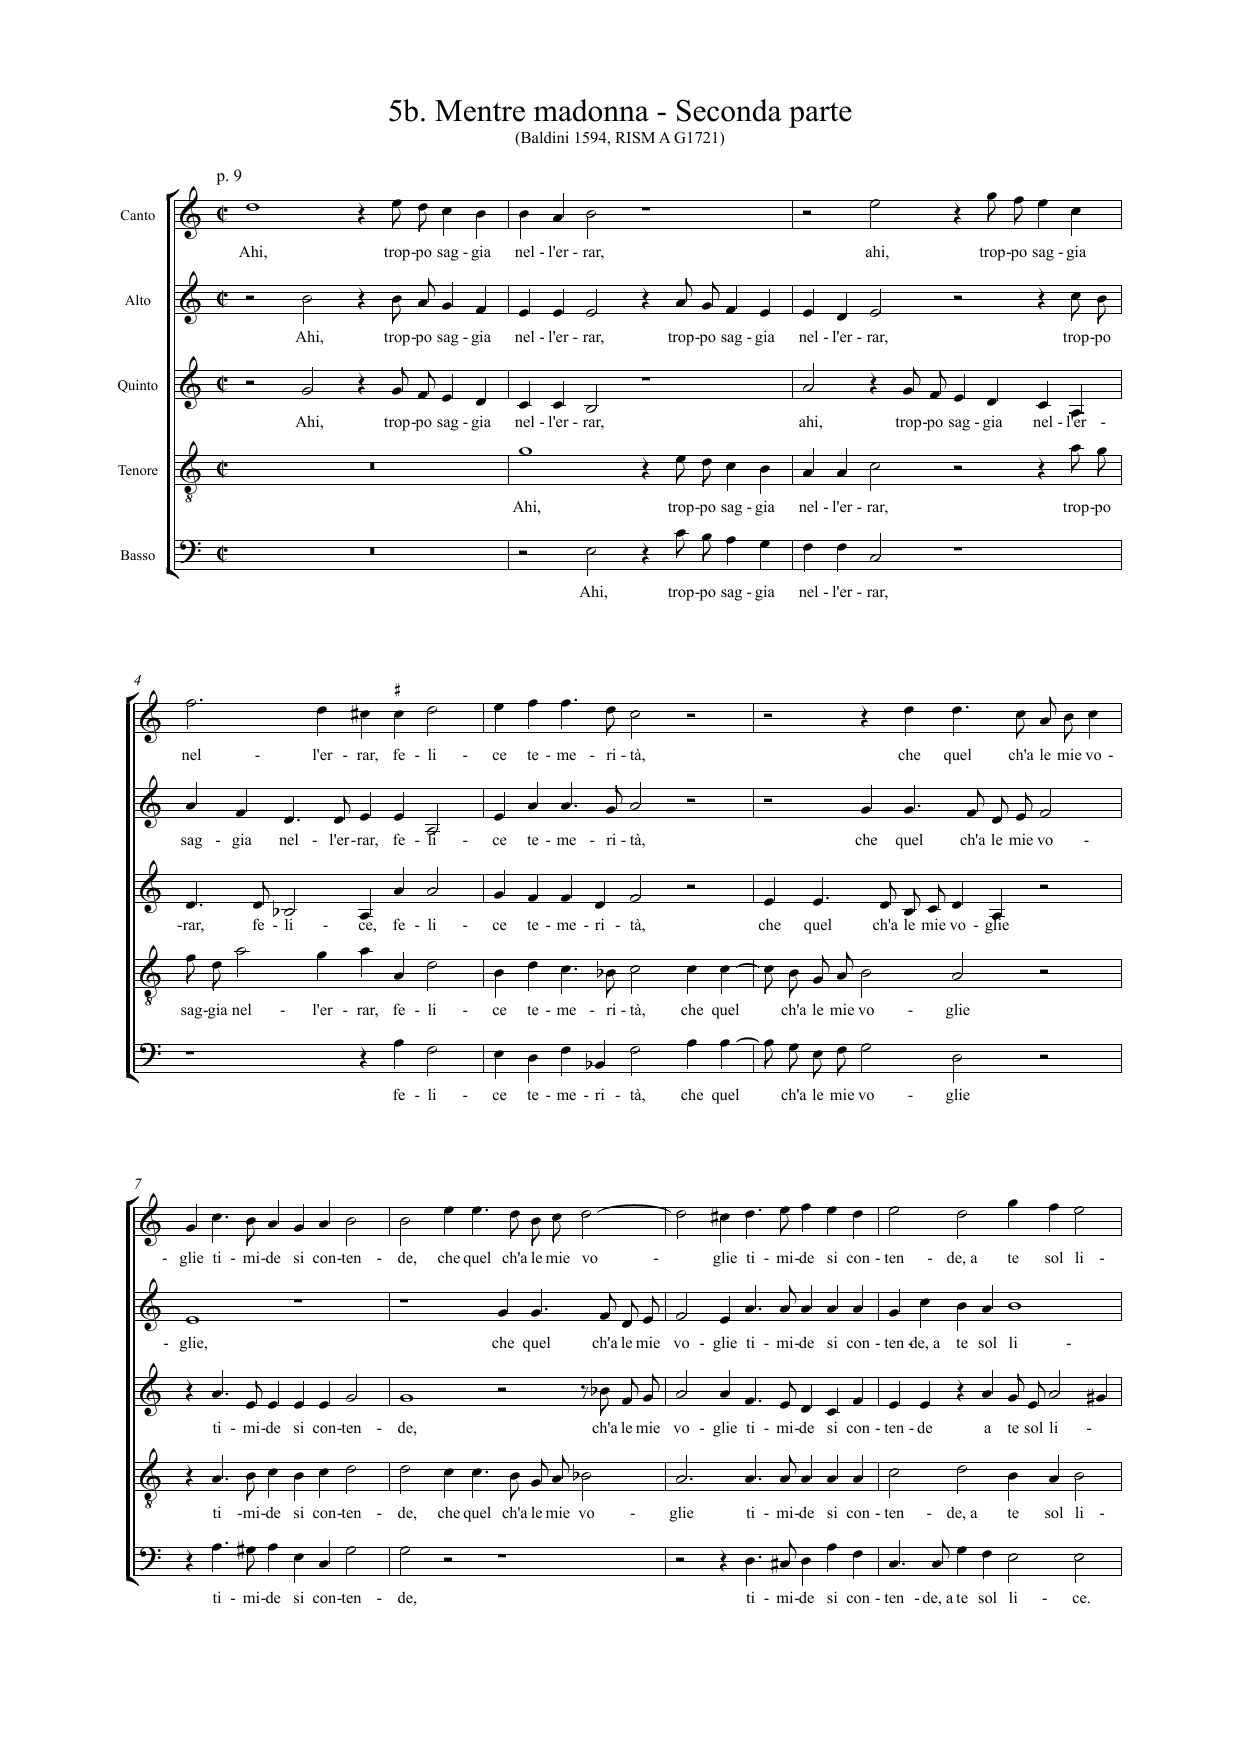 5b. Mentre madonna - Seconda parte
(Baldini 1594, RISM A G1721)
p. 9
Canto
Ahi, trop-po sag - gia nel - l'er - rar, ahi, trop-po sag - gia
Alto
Ahi, trop-po sag - gia nel - l'er - rar, trop-po sag - gia nel - l'er - rar, trop-po
Quinto
Ahi, trop-po sag - gia nel - l'er - rar, ahi, trop-po sag - gia nel - l'er -
Tenore
Ahi, trop-po sag - gia nel - l'er - rar, trop-po
Basso
Ahi, trop-po sag - gia nel - l'er - rar,
4
nel - l'er - rar, fe - li - ce te - me - ri - tà, che quel ch'a le mie vo -
sag - gia nel - l'er-rar, fe - li - ce te - me - ri - tà, che quel ch'a le mie vo -
-rar, fe - li - ce, fe - li - ce te - me - ri - tà, che quel ch'a le mie vo - glie
sag-gia nel - l'er - rar, fe - li - ce te - me - ri - tà, che quel ch'a le mie vo - glie
fe - li - ce te - me - ri - tà, che quel ch'a le mie vo - glie
7
- glie ti - mi-de si con-ten - de, che quel ch'a le mie vo - glie ti - mi-de si con - ten - de, a te sol li -
- glie, che quel ch'a le mie vo - glie ti - mi-de si con - ten -de, a te sol li -
ti - mi-de si con-ten - de, ch'a le mie vo - glie ti - mi-de si con - ten - de a te sol li -
ti -mi-de si con-ten - de, che quel ch'a le mie vo - glie ti - mi-de si con - ten - de, a te sol li -
ti - mi-de si con-ten - de, ti - mi-de si con - ten - de, a te sol li - ce.